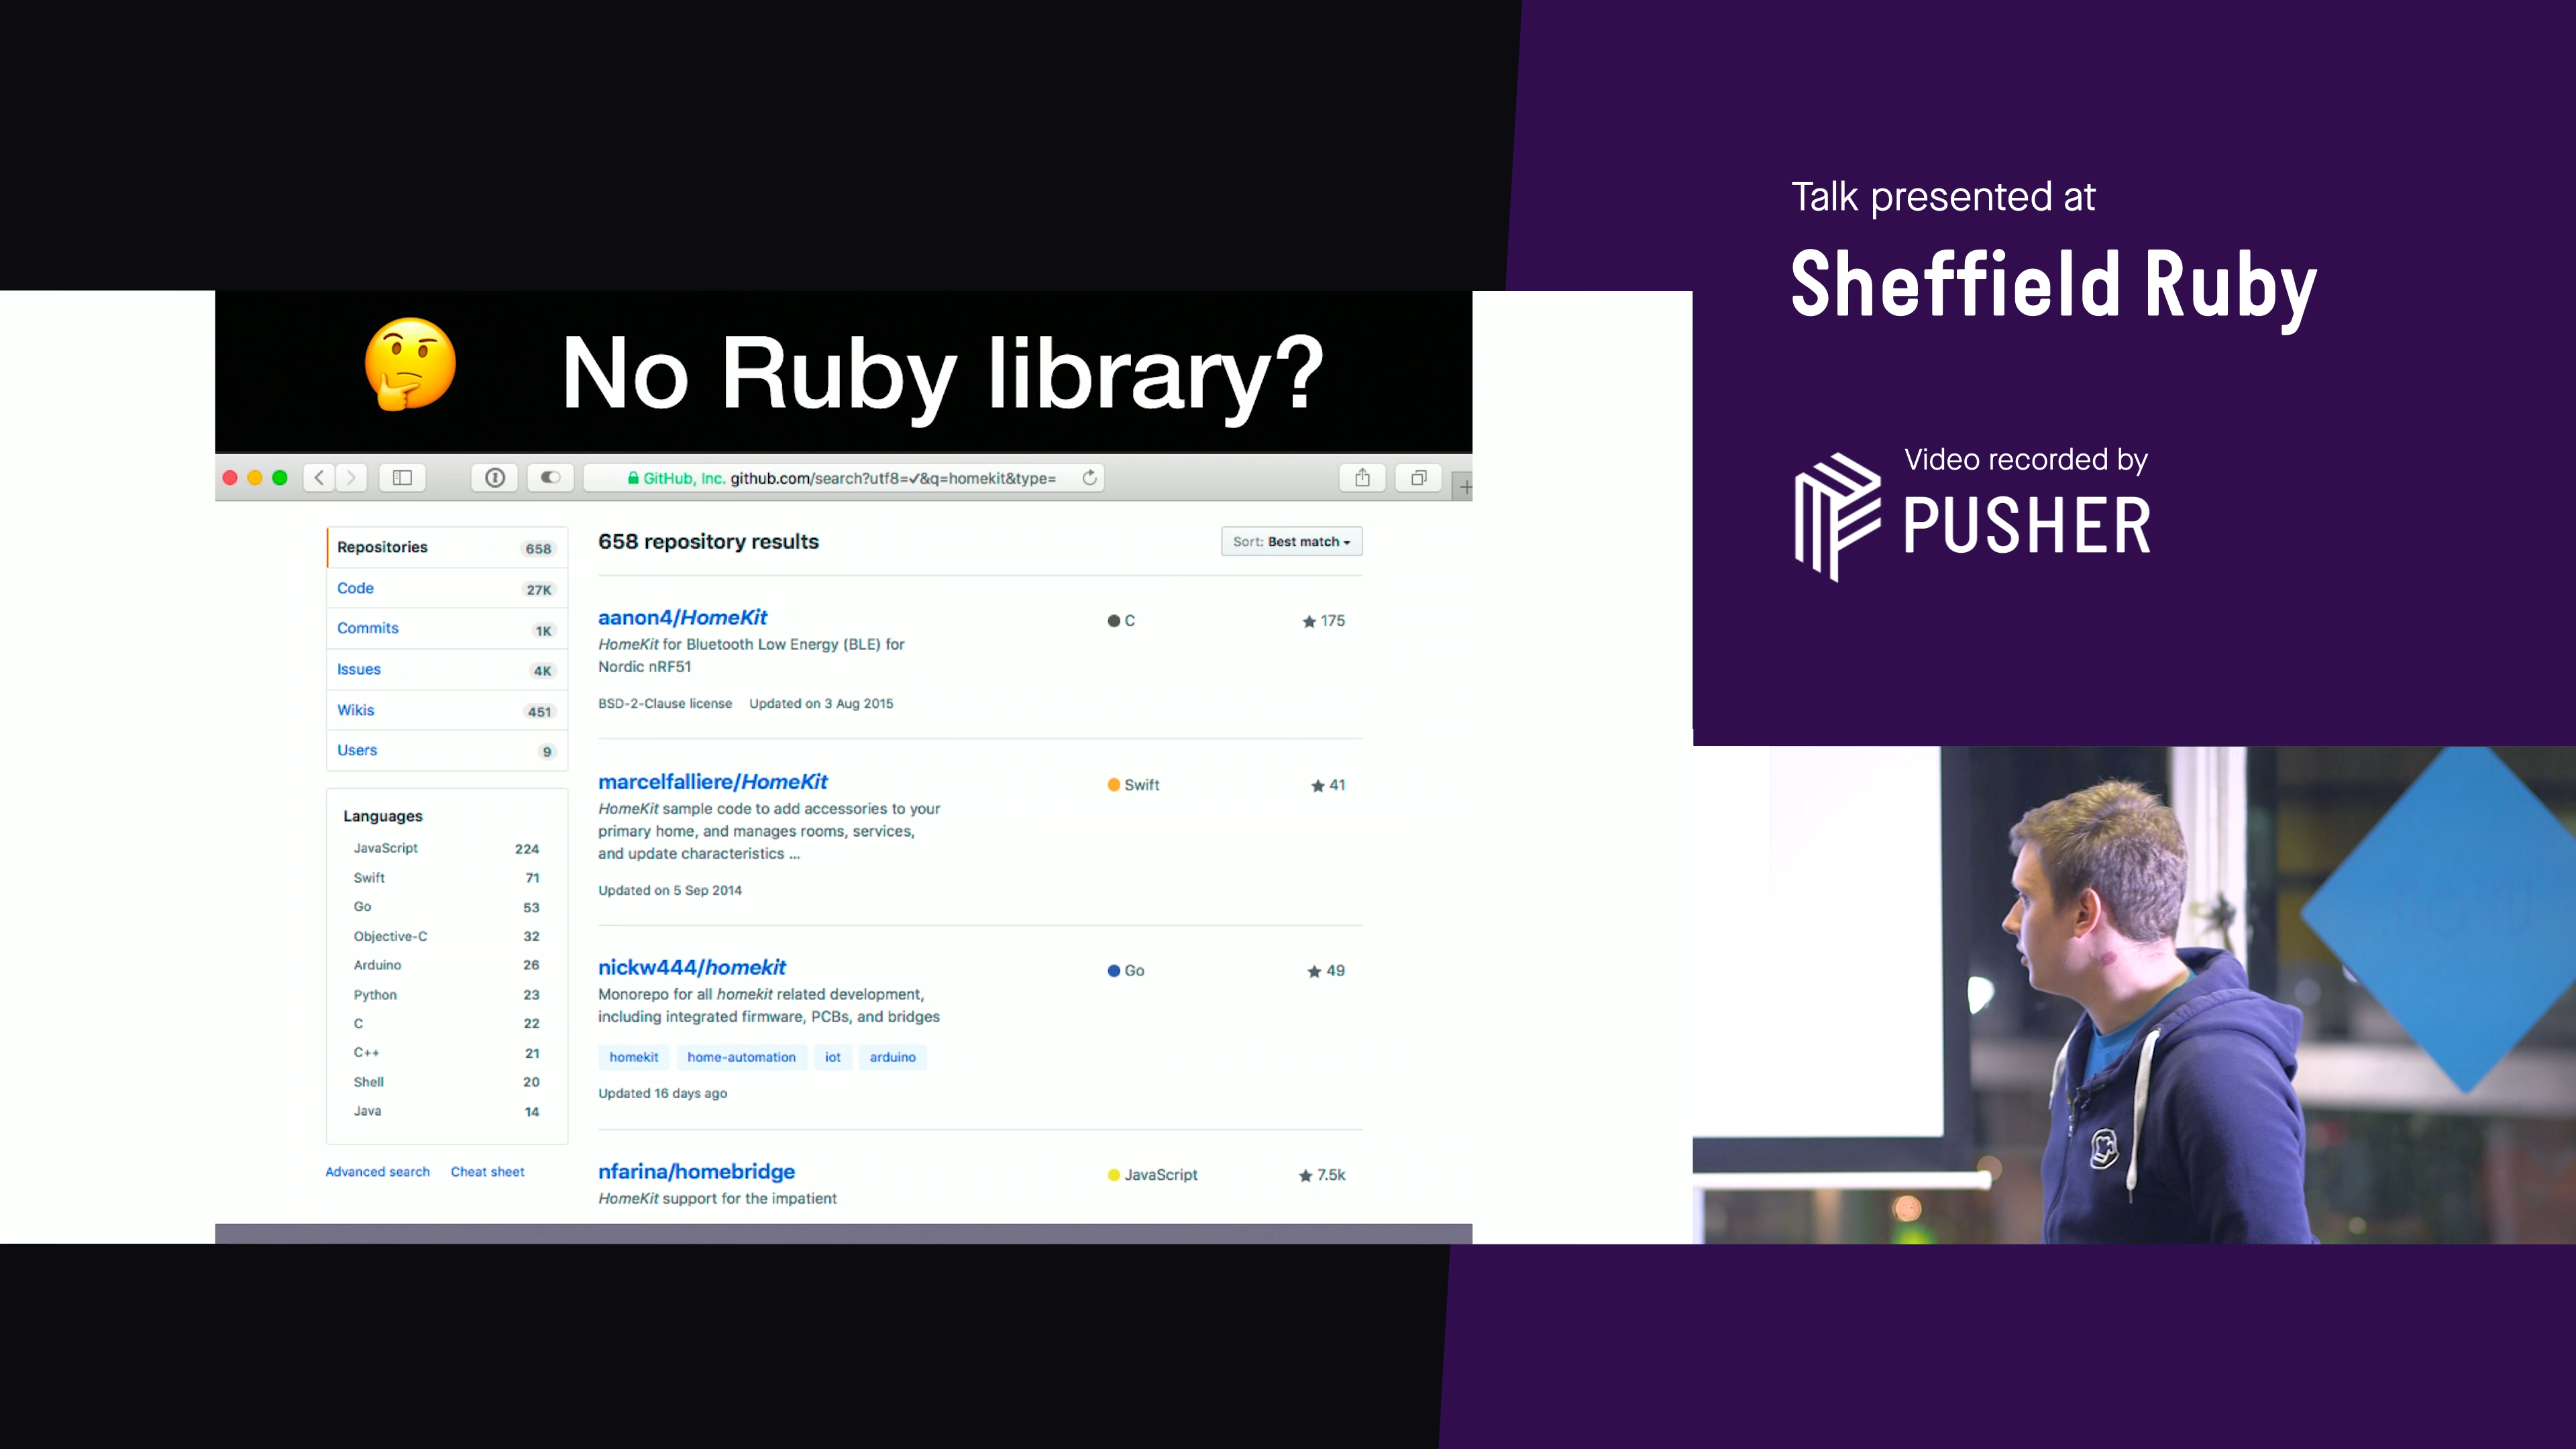 No Ruby library?
GitHub, Inc. github.com/search?utf8=✓&q=homekit&type=
Repositories 658
Code 27K
Commits 1K
Issues 4K
Wikis 451
Users 9
Languages
JavaScript 224
Swift 71
Go 53
Objective-C 32
Arduino 26
Python 23
C 22
C++ 21
Shell 20
Java 14
Advanced search Cheat sheet
658 repository results
Sort: Best match
aanon4/HomeKit
C
175
HomeKit for Bluetooth Low Energy (BLE) for
Nordic nRF51
BSD-2-Clause license Updated on 3 Aug 2015
marcelfalliere/HomeKit
Swift
41
HomeKit sample code to add accessories to your
primary home, and manages rooms, services,
and update characteristics ...
Updated on 5 Sep 2014
nickw444/homekit
Go
49
Monorepo for all homekit related development,
including integrated firmware, PCBs, and bridges
homekit home-automation iot arduino
Updated 16 days ago
nfarina/homebridge
JavaScript
7.5k
HomeKit support for the impatient
Talk presented at
Sheffield Ruby
Video recorded by
PUSHER